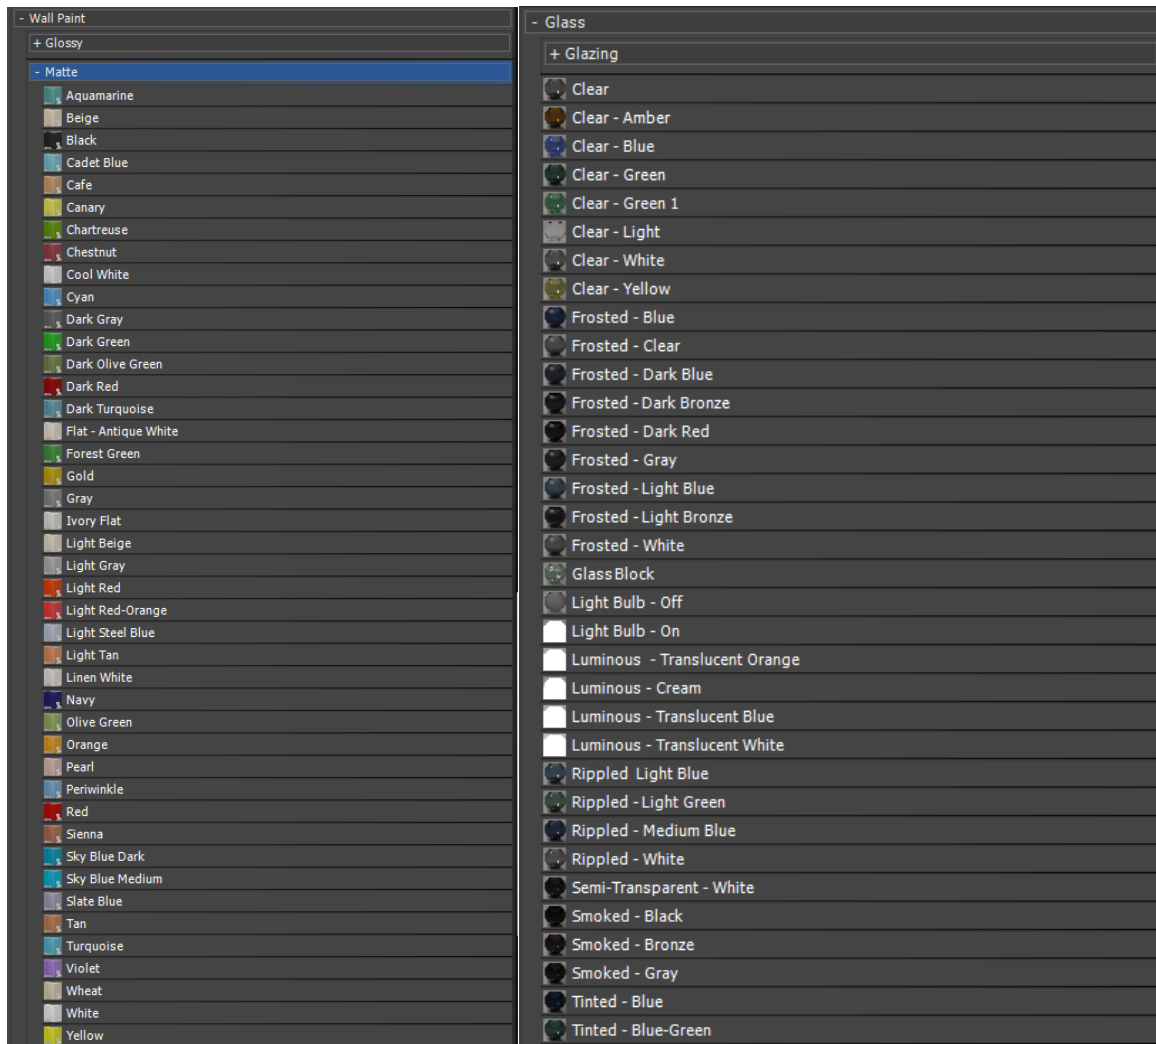 - Wall Paint
+ Glossy
- Matte
Aquamarine
Beige
Black
Cadet Blue
Cafe
Canary
Chartreuse
Chestnut
Cool White
Cyan
Dark Gray
Dark Green
Dark Olive Green
Dark Red
Dark Turquoise
Flat - Antique White
Forest Green
Gold
Gray
Ivory Flat
Light Beige
Light Gray
Light Red
Light Red-Orange
Light Steel Blue
Light Tan
Linen White
Navy
Olive Green
Orange
Pearl
Periwinkle
Red
Sienna
Sky Blue Dark
Sky Blue Medium
Slate Blue
Tan
Turquoise
Violet
Wheat
White
Yellow
- Glass
+ Glazing
Clear
Clear - Amber
Clear - Blue
Clear - Green
Clear - Green 1
Clear - Light
Clear - White
Clear - Yellow
Frosted - Blue
Frosted - Clear
Frosted - Dark Blue
Frosted - Dark Bronze
Frosted - Dark Red
Frosted - Gray
Frosted - Light Blue
Frosted - Light Bronze
Frosted - White
Glass Block
Light Bulb - Off
Light Bulb - On
Luminous  - Translucent Orange
Luminous - Cream
Luminous - Translucent Blue
Luminous - Translucent White
Rippled  Light Blue
Rippled - Light Green
Rippled - Medium Blue
Rippled - White
Semi-Transparent - White
Smoked - Black
Smoked - Bronze
Smoked - Gray
Tinted - Blue
Tinted - Blue-Green